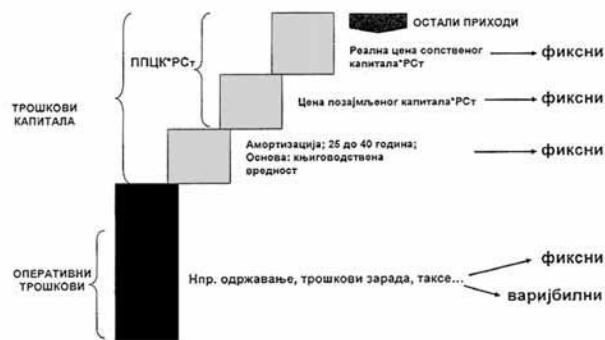 ОСТАЛИ ПРИХОДИ
ППЦК*РСт
Реална цена сопственог
капитала*РСт
фиксни
ТРОШКОВИ
КАПИТАЛА
Цена позајмљеног капитала*РСт
фиксни
Амортизација; 25 до 40 година;
Основа: књиговодствена
вредност
фиксни
ОПЕРАТИВНИ
ТРОШКОВИ
Нпр. одржавање, трошкови зарада, таксе...
фиксни
варијбилни